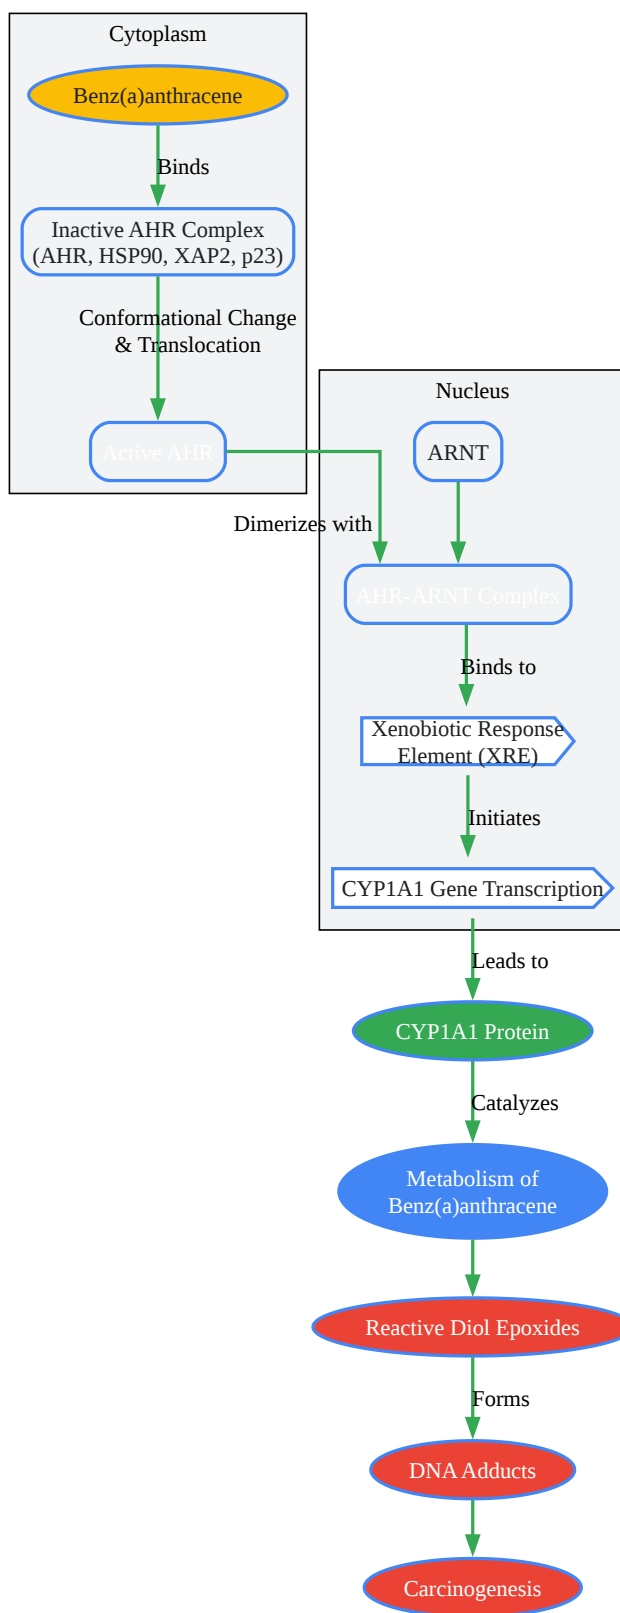 Cytoplasm
Benz(a)anthracene
Binds
Inactive AHR Complex
(AHR, HSP90, XAP2, p23)
Conformational Change
& Translocation
Active AHR
Nucleus
ARNT
Dimerizes with
AHR-ARNT Complex
Binds to
Xenobiotic Response
Element (XRE)
Initiates
CYP1A1 Gene Transcription
Leads to
CYP1A1 Protein
Catalyzes
Metabolism of
Benz(a)anthracene
Reactive Diol Epoxides
Forms
DNA Adducts
Carcinogenesis